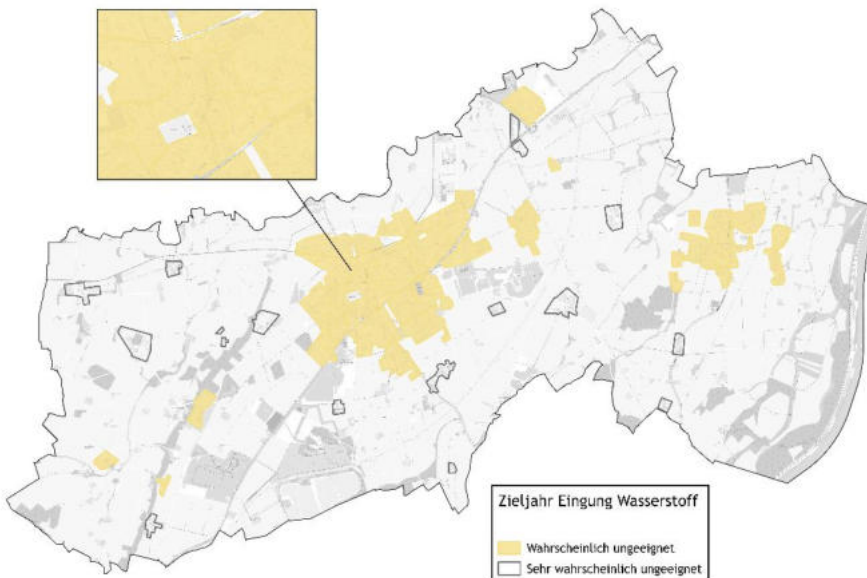 Zieljahr Eingung Wasserstoff
Wahrscheinlich ungeeignet
Sehr wahrscheinlich ungeeignet